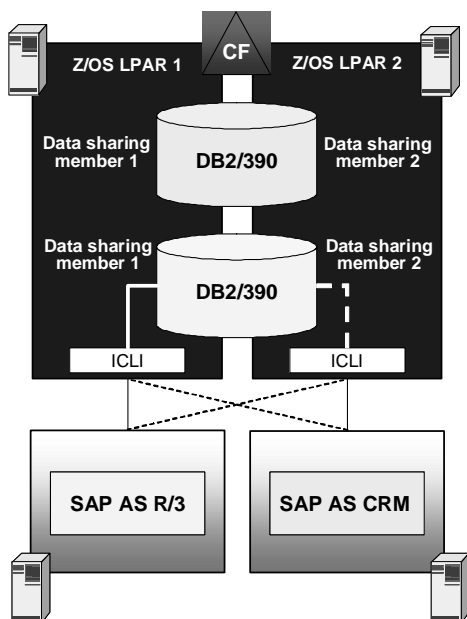 CF
Z/OS LPAR 1
Z/OS LPAR 2
Data sharing
member 1
DB2/390
Data sharing
member 2
Data sharing
member 1
DB2/390
Data sharing
member 2
ICLI
ICLI
SAP AS R/3
SAP AS CRM